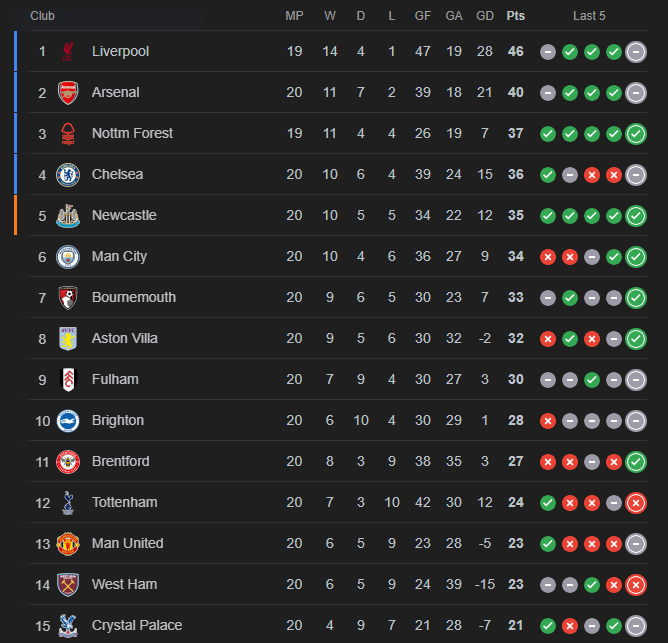 Club MP W D L GF GA GD Pts Last 5
1 Liverpool 19 14 4 1 47 19 28 46
2 Arsenal 20 11 7 2 39 18 21 40
3 Nottm Forest 19 11 4 4 26 19 7 37
4 Chelsea 20 10 6 4 39 24 15 36
5 Newcastle 20 10 5 5 34 22 12 35
6 Man City 20 10 4 6 36 27 9 34
7 Bournemouth 20 9 6 5 30 23 7 33
8 Aston Villa 20 9 5 6 30 32 -2 32
9 Fulham 20 7 9 4 30 27 3 30
10 Brighton 20 6 10 4 30 29 1 28
11 Brentford 20 8 3 9 38 35 3 27
12 Tottenham 20 7 3 10 42 30 12 24
13 Man United 20 6 5 9 23 28 -5 23
14 West Ham 20 6 5 9 24 39 -15 23
15 Crystal Palace 20 4 9 7 21 28 -7 21